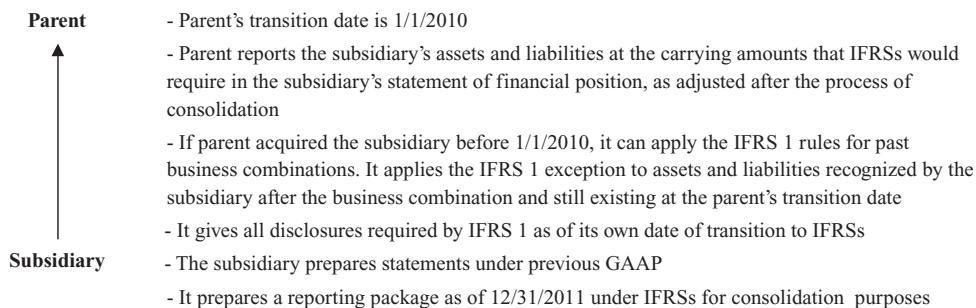 Parent - Parent’s transition date is 1/1/2010
- Parent reports the subsidiary’s assets and liabilities at the carrying amounts that IFRSs would
require in the subsidiary’s statement of financial position, as adjusted after the process of
consolidation
- If parent acquired the subsidiary before 1/1/2010, it can apply the IFRS 1 rules for past
business combinations. It applies the IFRS 1 exception to assets and liabilities recognized by the
subsidiary after the business combination and still existing at the parent’s transition date
- It gives all disclosures required by IFRS 1 as of its own date of transition to IFRSs
Subsidiary - The subsidiary prepares statements under previous GAAP
- It prepares a reporting package as of 12/31/2011 under IFRSs for consolidation purposes